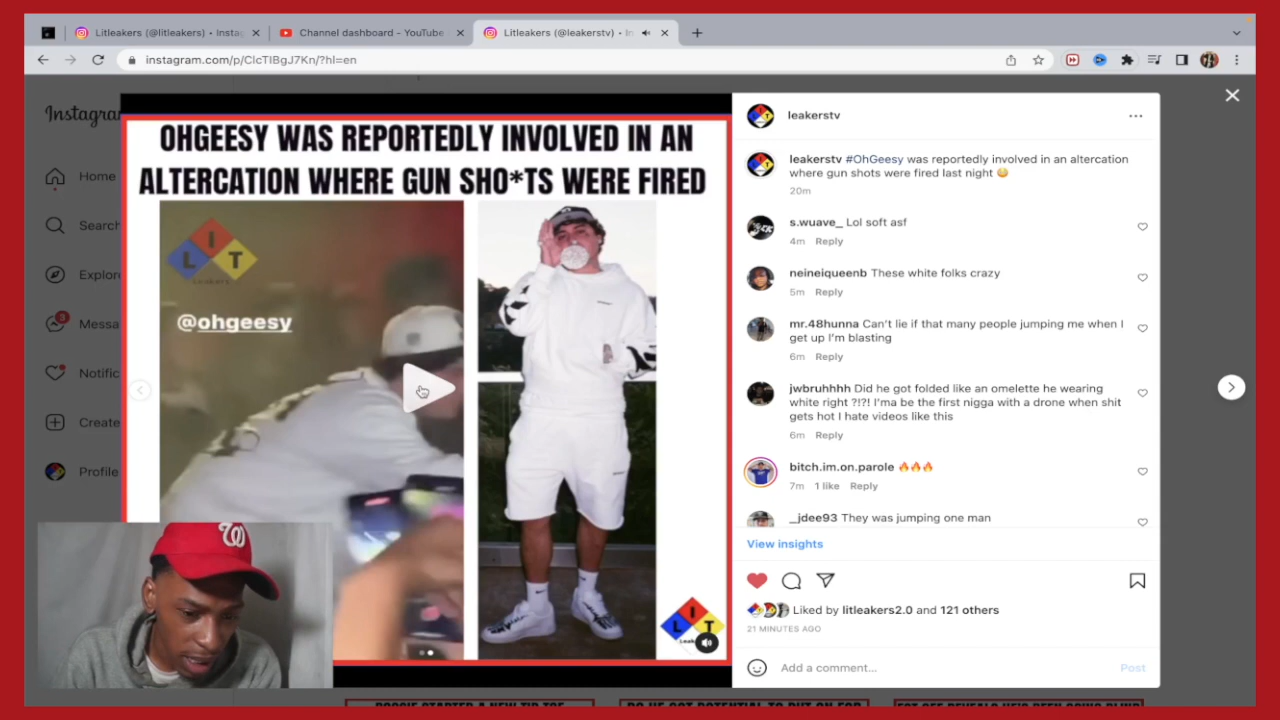 Litleakers (@litleakers) • Insta
Channel dashboard - YouTube
Litleakers (@leakerstv) • In
instagram.com/p/ClcTIBgJ7Kn/?hl=en
Instagra
Home
Search
Explor
Messa
3
Notific
Create
Profile
OHGEESY WAS REPORTEDLY INVOLVED IN AN
ALTERCATION WHERE GUN SHO*TS WERE FIRED
L I T
LEAKERS
@ohgeesy
W
L I T
Leak
leakerstv
leakerstv #OhGeesy was reportedly involved in an altercation
where gun shots were fired last night 😳
20m
s.wuave_ Lol soft asf
4m Reply
neineiqueenb These white folks crazy
5m Reply
mr.48hunna Can't lie if that many people jumping me when I
get up I'm blasting
6m Reply
jwbruhhhh Did he got folded like an omelette he wearing
white right ?!?! I'ma be the first nigga with a drone when shit
gets hot I hate videos like this
6m Reply
bitch.im.on.parole 🔥🔥🔥
7m 1 like Reply
_jdee93 They was jumping one man
View insights
Liked by litleakers2.0 and 121 others
21 MINUTES AGO
Add a comment...
Post